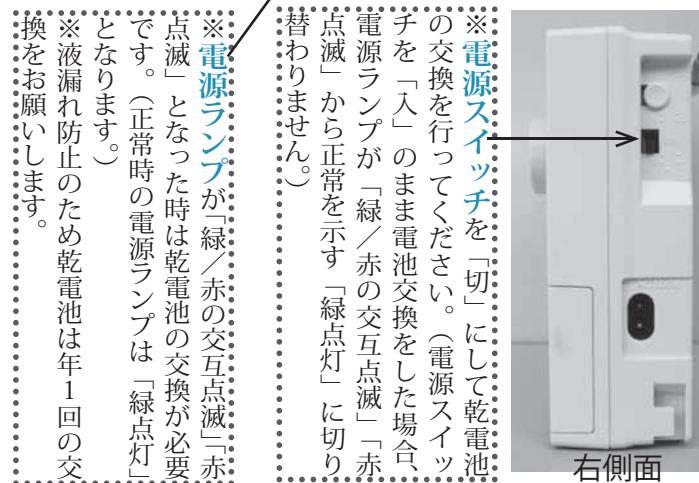 ※電源スイッチを「切」にして乾電池
の交換を行ってください。（電源スイッ
チを「入」のまま電池交換をした場合、
電源ランプが「緑／赤の交互点滅」「赤
点滅」から正常を示す「緑点灯」に切り
替わりません。）
※電源ランプが「緑／赤の交互点滅」「赤
点滅」となった時は乾電池の交換が必要
です。（正常時の電源ランプは「緑点灯」
となります。）
※液漏れ防止のため乾電池は年1回の交
換をお願いします。
右側面